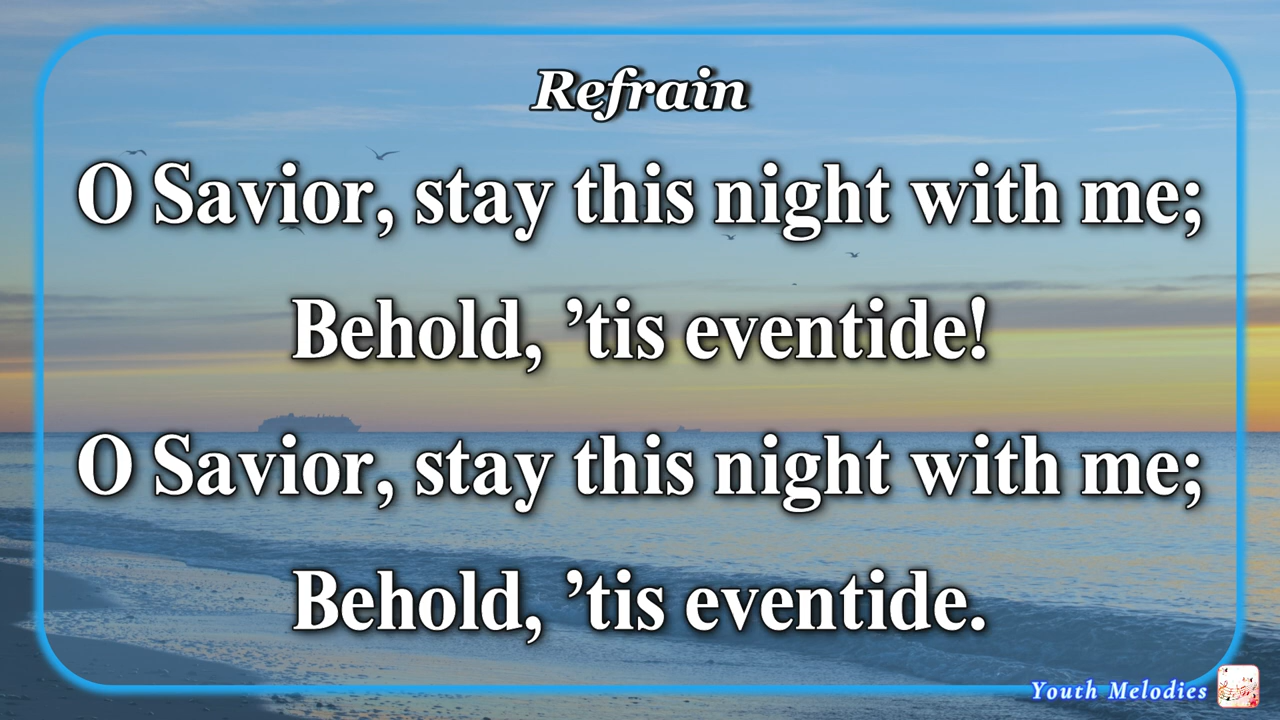 Refrain
O Savior, stay this night with me;
Behold, ’tis eventide!
O Savior, stay this night with me;
Behold, ’tis eventide.
Youth Melodies